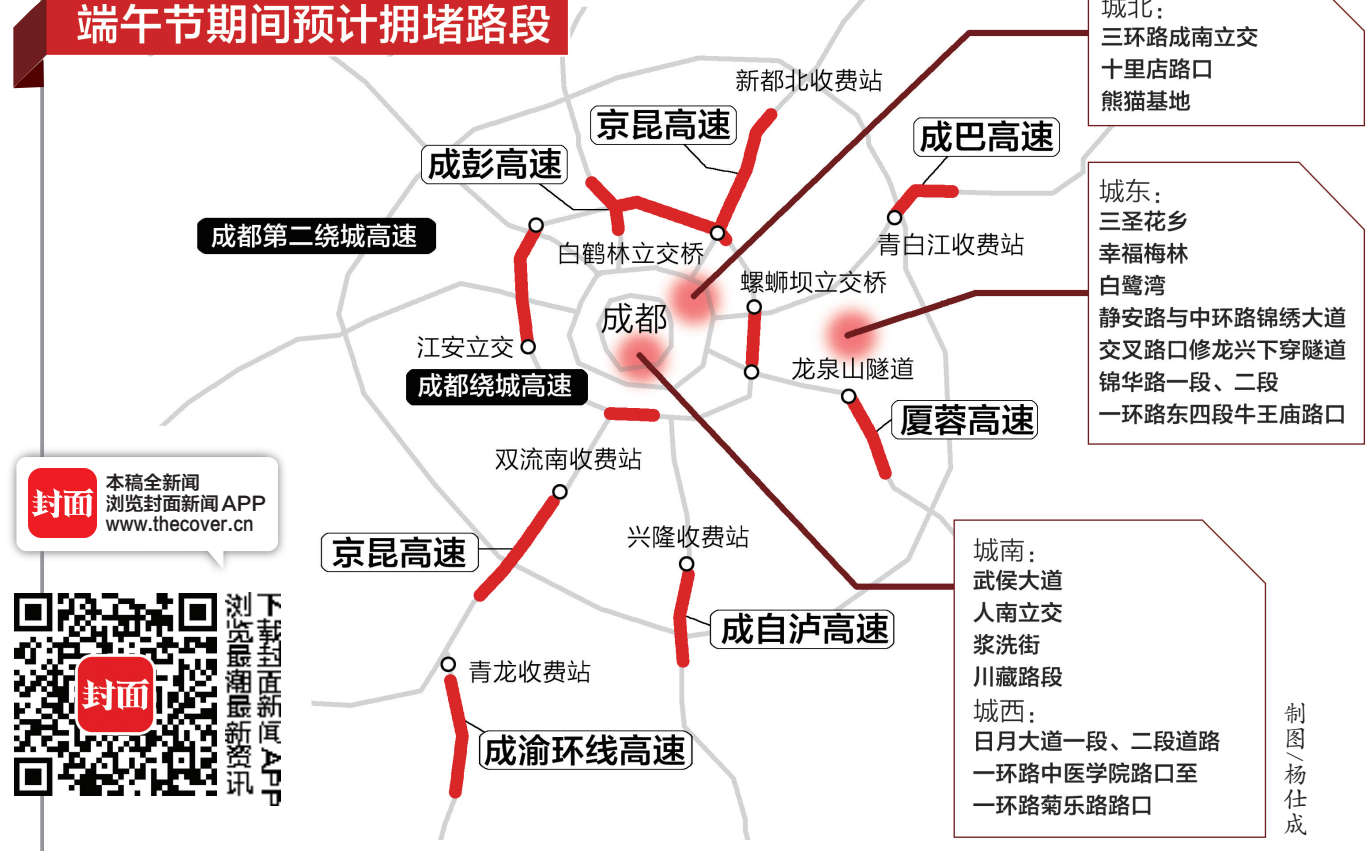 端午节期间预计拥堵路段
城北：
三环路成南立交
十里店路口
熊猫基地
新都北收费站
京昆高速
成巴高速
成彭高速
成都第二绕城高速
白鹤林立交桥
青白江收费站
城东：
三圣花乡
幸福梅林
白鹭湾
静安路与中环路锦绣大道
交叉路口修龙兴下穿隧道
锦华路一段、二段
一环路东四段牛王庙路口
螺蛳坝立交桥
成都
江安立交
龙泉山隧道
成都绕城高速
厦蓉高速
双流南收费站
封面
本稿全新闻
浏览封面新闻APP
www.thecover.cn
京昆高速
兴隆收费站
城南：
武侯大道
人南立交
浆洗街
川藏路段
城西：
日月大道一段、二段道路
一环路中医学院路口至
一环路菊乐路路口
成自泸高速
青龙收费站
成渝环线高速
封面
下载封面新闻APP
浏览最潮最新资讯
制图/杨仕成